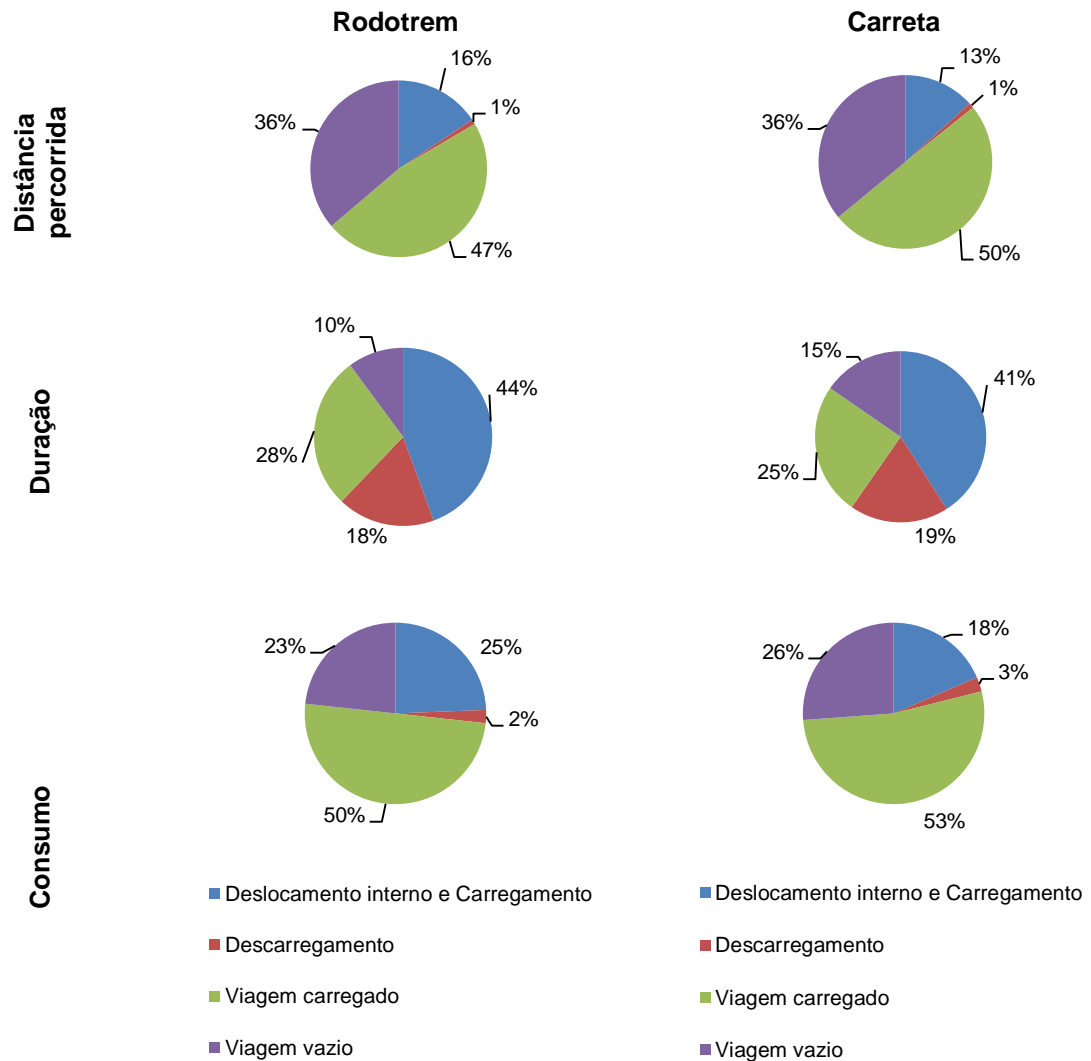 Rodotrem
Carreta
Distância
percorrida
16%
1%
47%
36%
13%
1%
50%
36%
Duração
44%
18%
28%
10%
41%
19%
25%
15%
Consumo
25%
2%
50%
23%
18%
3%
53%
26%
Deslocamento interno e Carregamento
Descarregamento
Viagem carregado
Viagem vazio
Deslocamento interno e Carregamento
Descarregamento
Viagem carregado
Viagem vazio